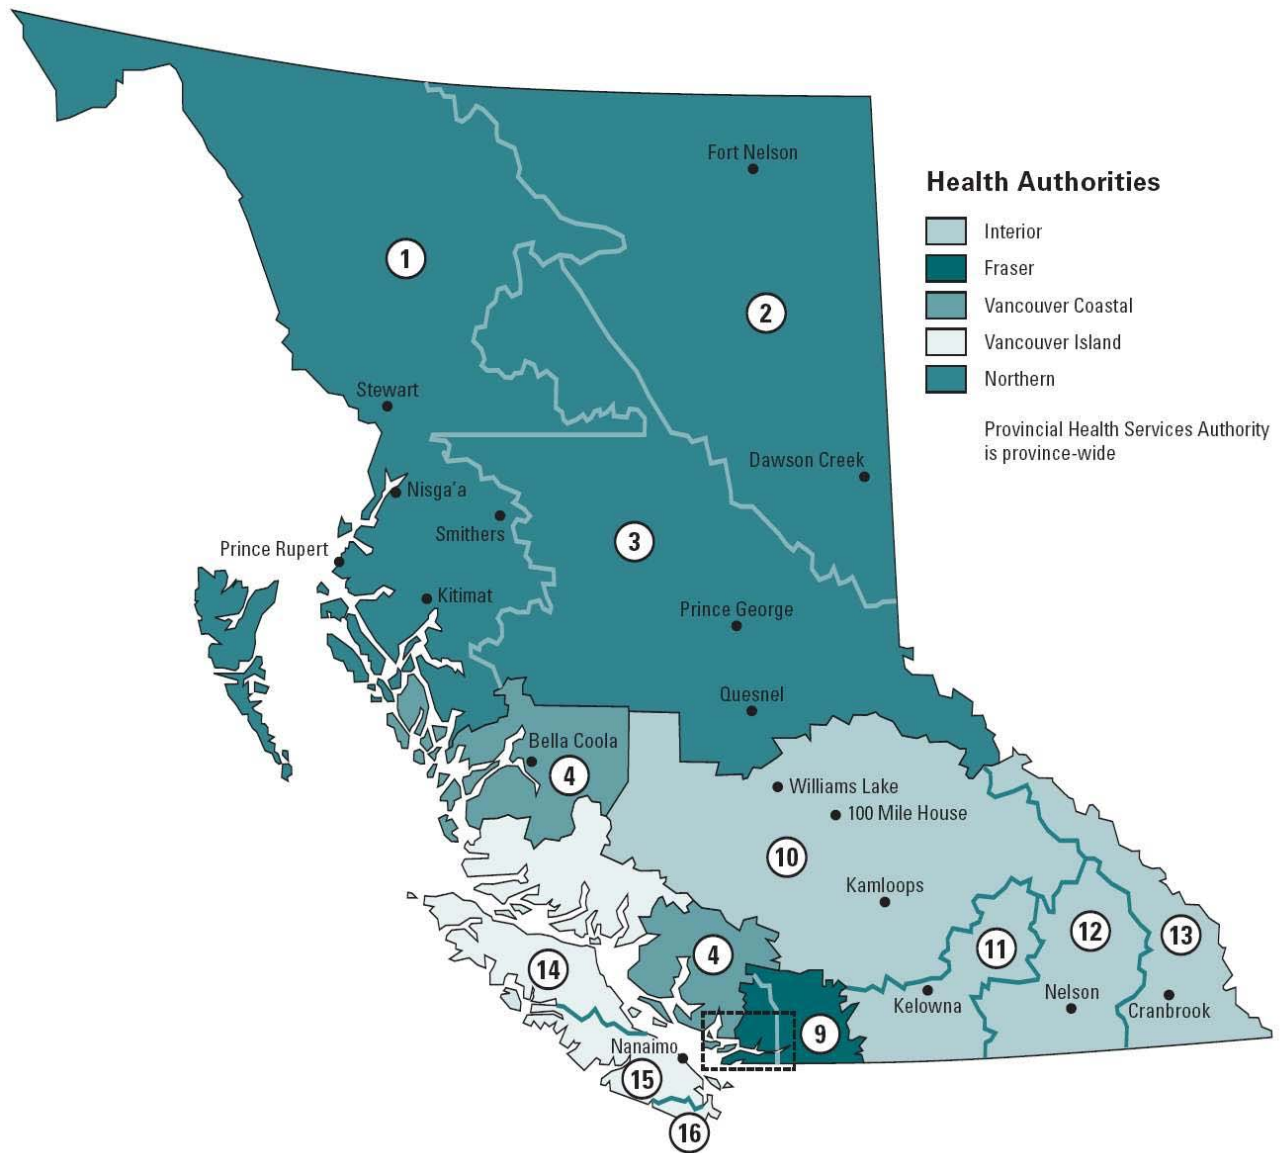 Fort Nelson
Health Authorities
Interior
Fraser
Vancouver Coastal
Vancouver Island
Northern
Provincial Health Services Authority
is province-wide
1
2
Stewart
Dawson Creek
Nisga'a
Smithers
3
Prince Rupert
Kitimat
Prince George
Quesnel
Bella Coola
4
Williams Lake
100 Mile House
10
Kamloops
11
12
13
4
14
Kelowna
Nelson
Cranbrook
9
Nanaimo
15
16